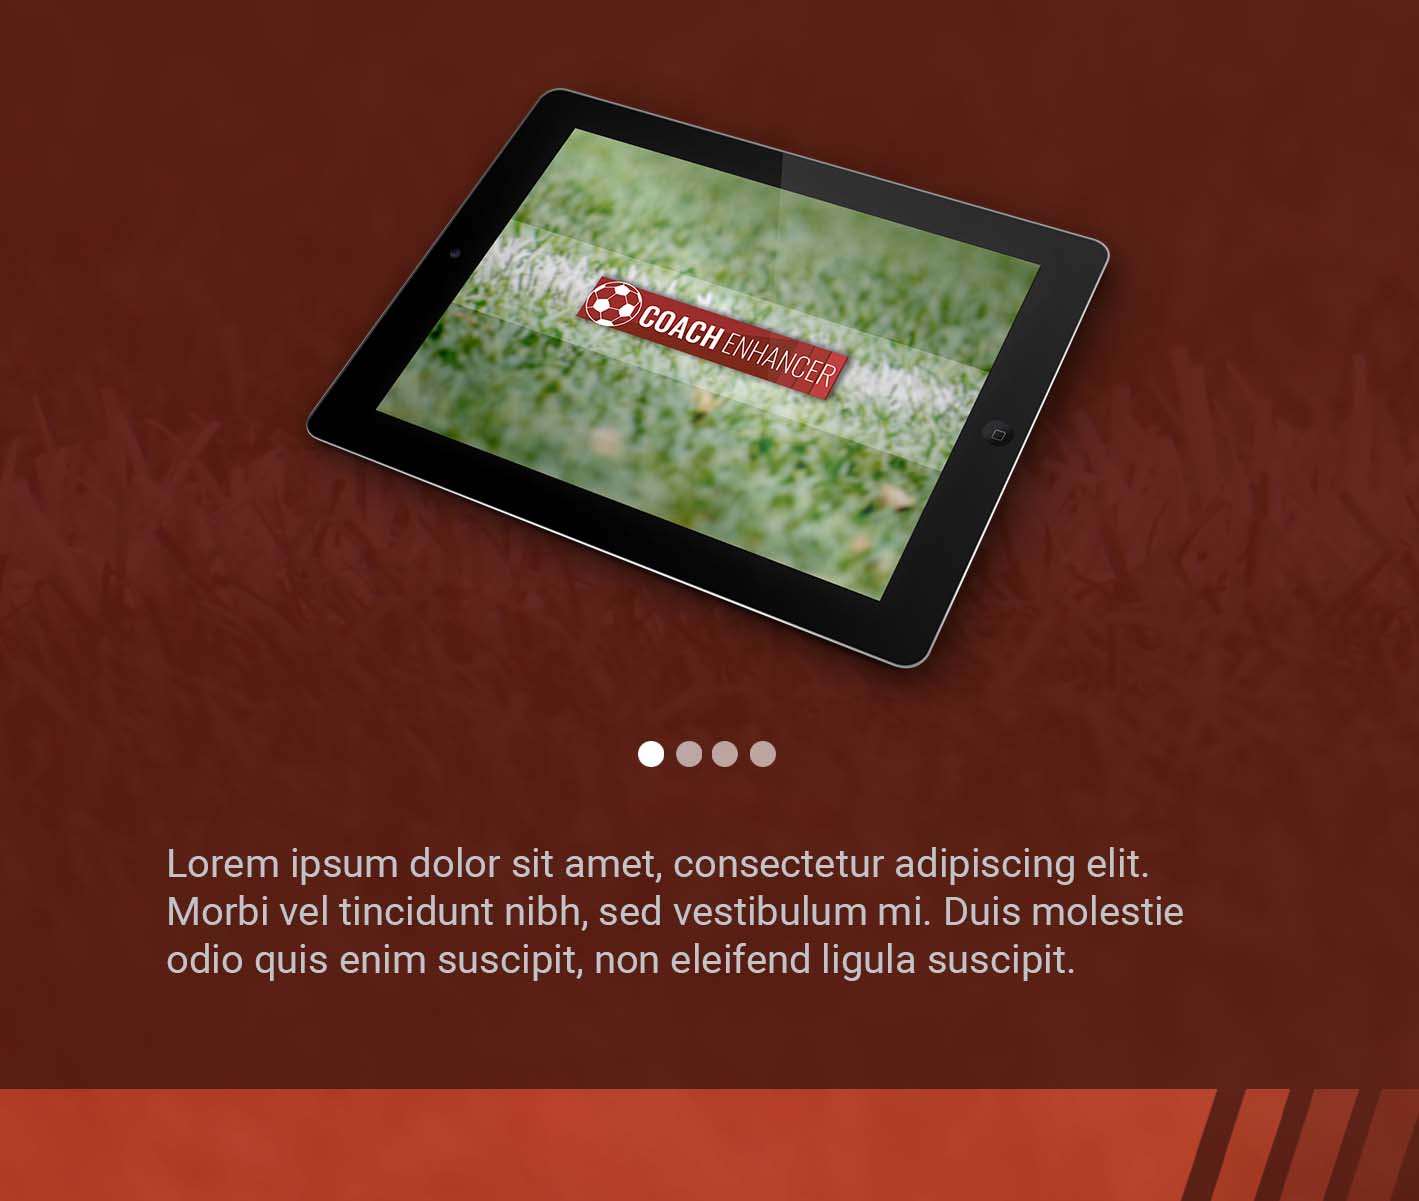 COACH ENHANCER
Lorem ipsum dolor sit amet, consectetur adipiscing elit.
Morbi vel tincidunt nibh, sed vestibulum mi. Duis molestie
odio quis enim suscipit, non eleifend ligula suscipit.